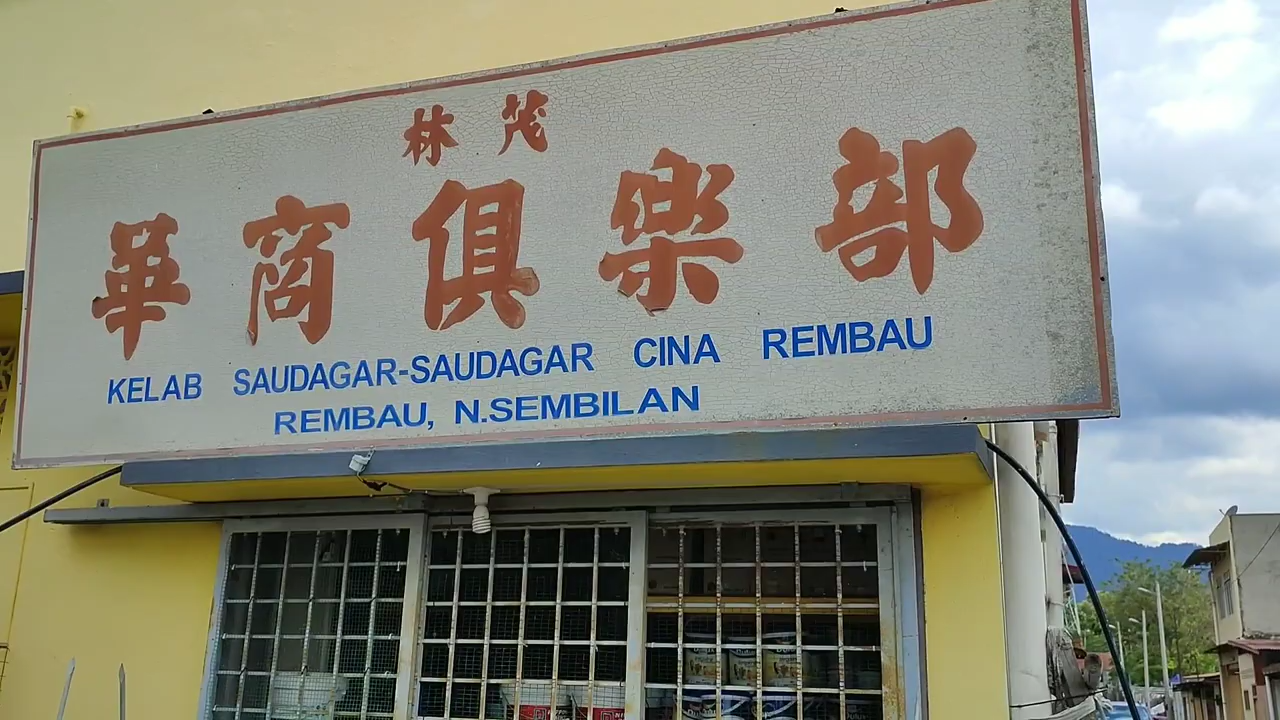 林茂
華商俱樂部
KELAB SAUDAGAR-SAUDAGAR CINA REMBAU
REMBAU, N.SEMBILAN